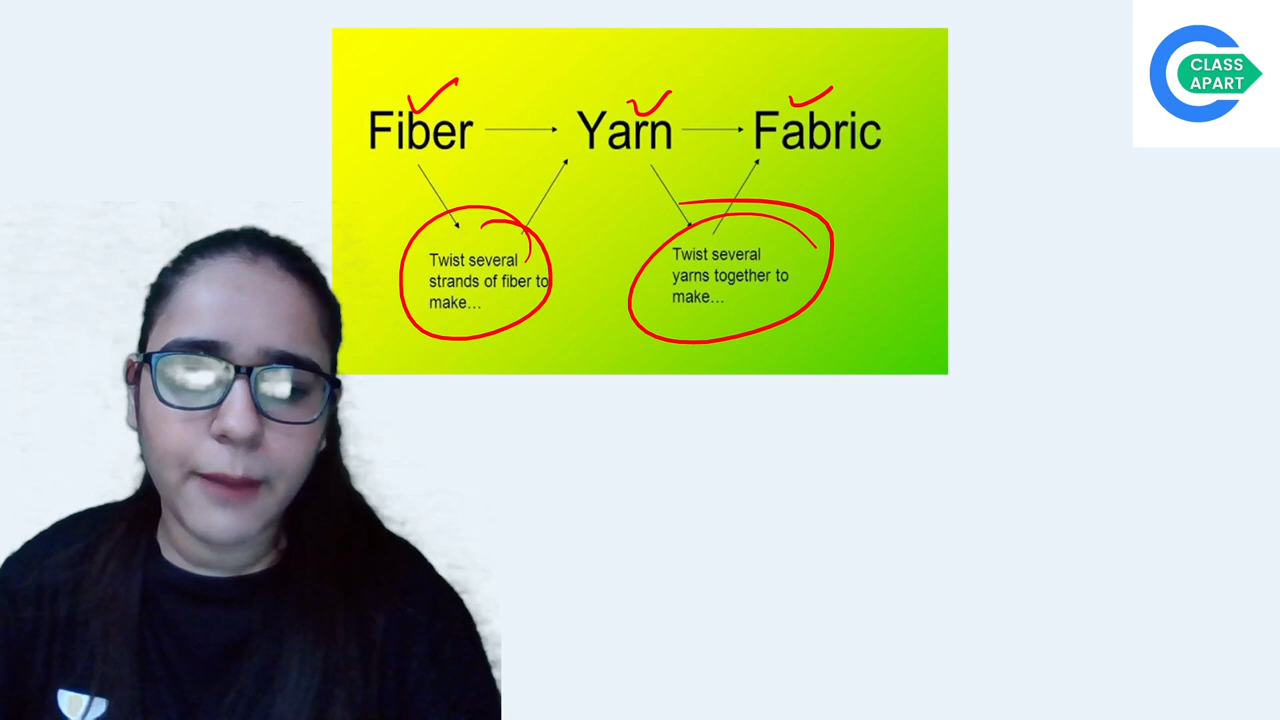 CLASS
APART
Fiber Yarn Fabric
Twist several
strands of fiber to
make...
Twist several
yarns together to
make...